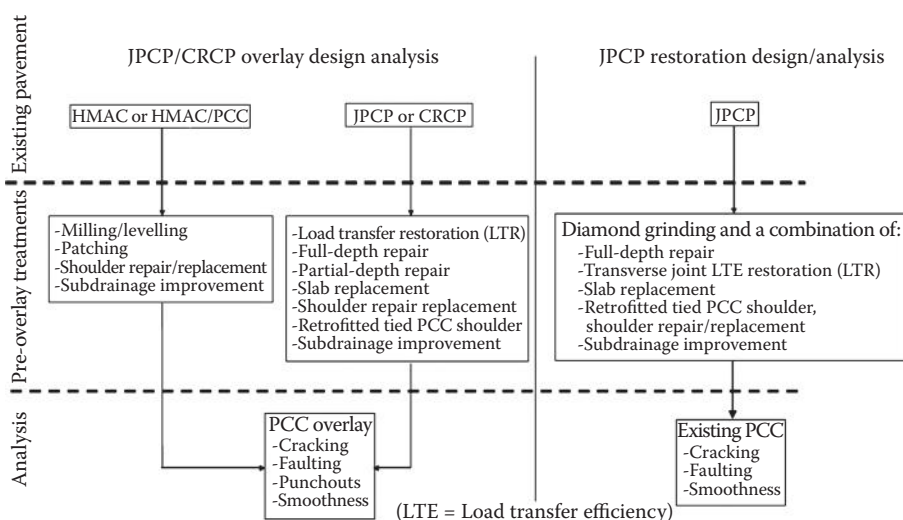 JPCP/CRCP overlay design analysis
JPCP restoration design/analysis
Existing pavement
HMAC or HMAC/PCC
JPCP or CRCP
JPCP
Pre-overlay treatments
-Milling/levelling
-Patching
-Shoulder repair/replacement
-Subdrainage improvement
-Load transfer restoration (LTR)
-Full-depth repair
-Partial-depth repair
-Slab replacement
-Shoulder repair replacement
-Retrofitted tied PCC shoulder
-Subdrainage improvement
Diamond grinding and a combination of:
-Full-depth repair
-Transverse joint LTE restoration (LTR)
-Slab replacement
-Retrofitted tied PCC shoulder,
shoulder repair/replacement
-Subdrainage improvement
Analysis
PCC overlay
-Cracking
-Faulting
-Punchouts
-Smoothness
Existing PCC
-Cracking
-Faulting
-Smoothness
(LTE = Load transfer efficiency)